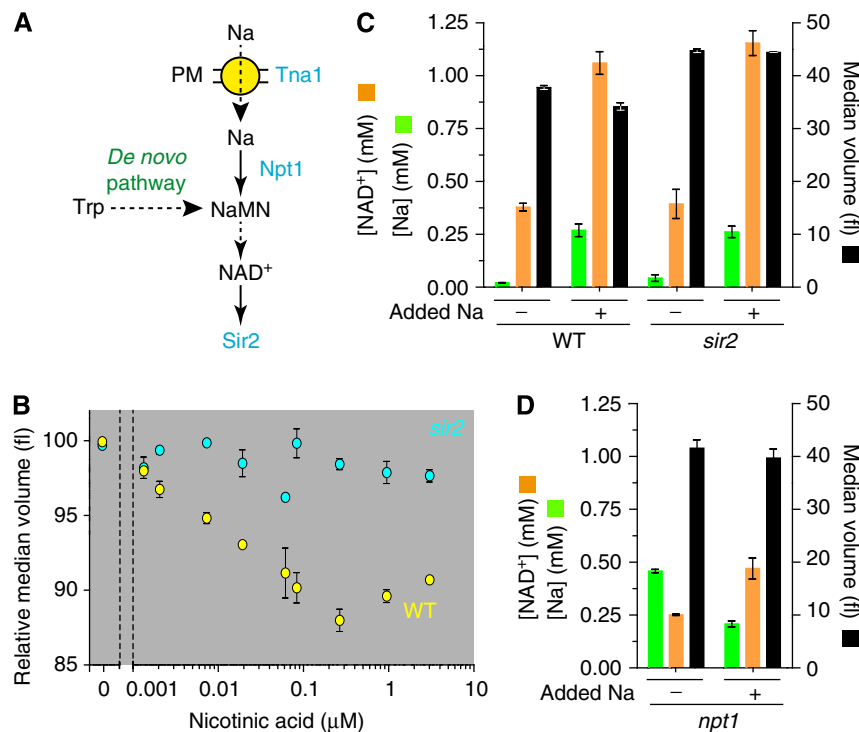 A
Na
PM
Tna1
Na
De novo
pathway
Npt1
Trp
NaMN
NAD⁺
Sir2
B
Relative median volume (fl)
100
95
90
85
sir2
WT
0
0.001
0.01
0.1
1
10
Nicotinic acid (µM)
C
[NAD⁺] (mM)
[Na] (mM)
1.25
1.00
0.75
0.50
0.25
0.00
50
40
30
20
10
0
Median volume (fl)
Added Na
− + − +
WT
sir2
D
[NAD⁺] (mM)
[Na] (mM)
1.25
1.00
0.75
0.50
0.25
0.00
50
40
30
20
10
0
Median volume (fl)
Added Na
− +
npt1